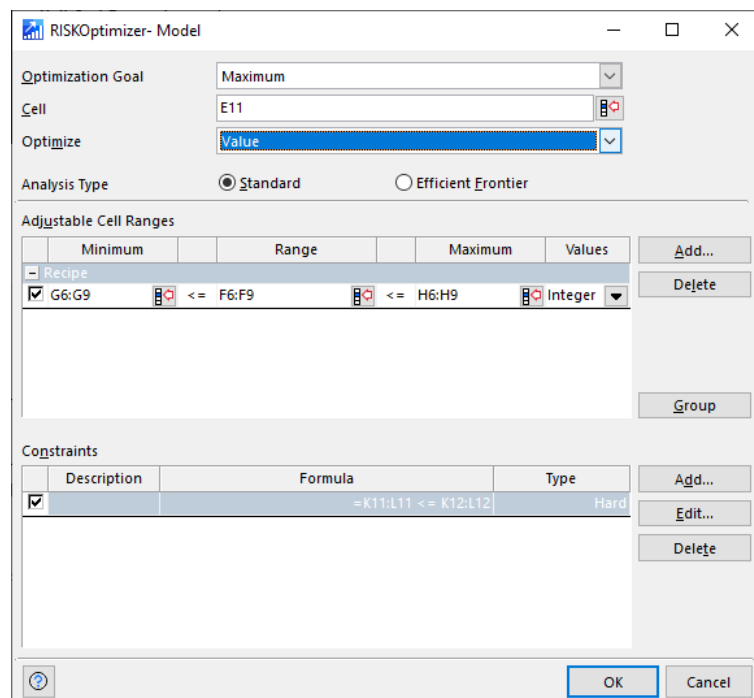 RISKOptimizer- Model
Optimization Goal Maximum
Cell E11
Optimize Value
Analysis Type Standard Efficient Frontier
Adjustable Cell Ranges
Minimum Range Maximum Values Add...
Recipe
G6:G9 <= F6:F9 <= H6:H9 Integer Delete
Group
Constraints
Description Formula Type Add...
=K11:L11 <= K12:L12 Hard
Edit...
Delete
OK Cancel